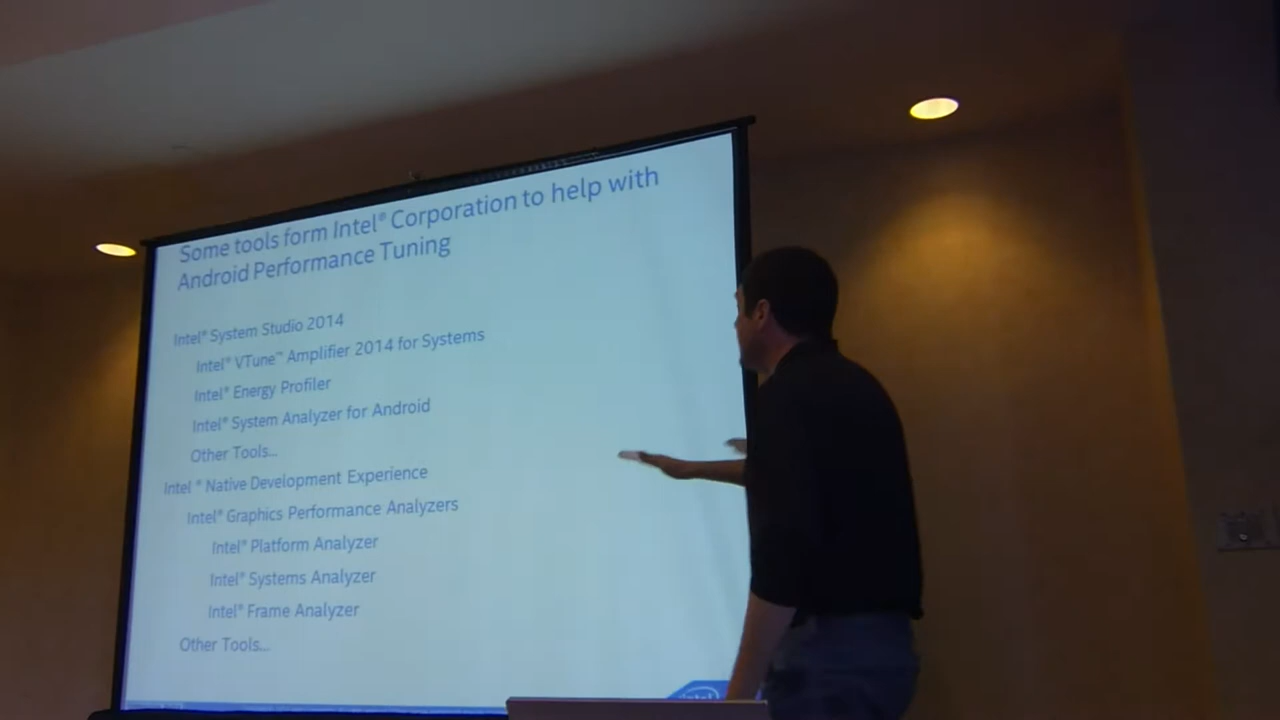 Some tools form Intel® Corporation to help with
Android Performance Tuning
Intel® System Studio 2014
Intel® VTune™ Amplifier 2014 for Systems
Intel® Energy Profiler
Intel® System Analyzer for Android
Other Tools...
Intel ® Native Development Experience
Intel® Graphics Performance Analyzers
Intel® Platform Analyzer
Intel® Systems Analyzer
Intel® Frame Analyzer
Other Tools...
intel